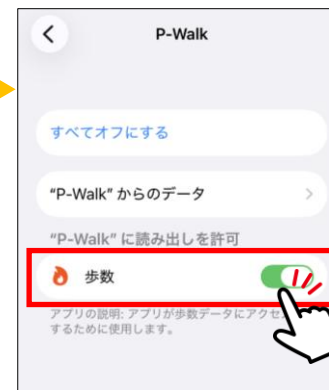 P-Walk
すべてオフにする
"P-Walk" からのデータ
"P-Walk" に読み出しを許可
歩数
アプリの説明: アプリが歩数データにアクセ
するために使用します。